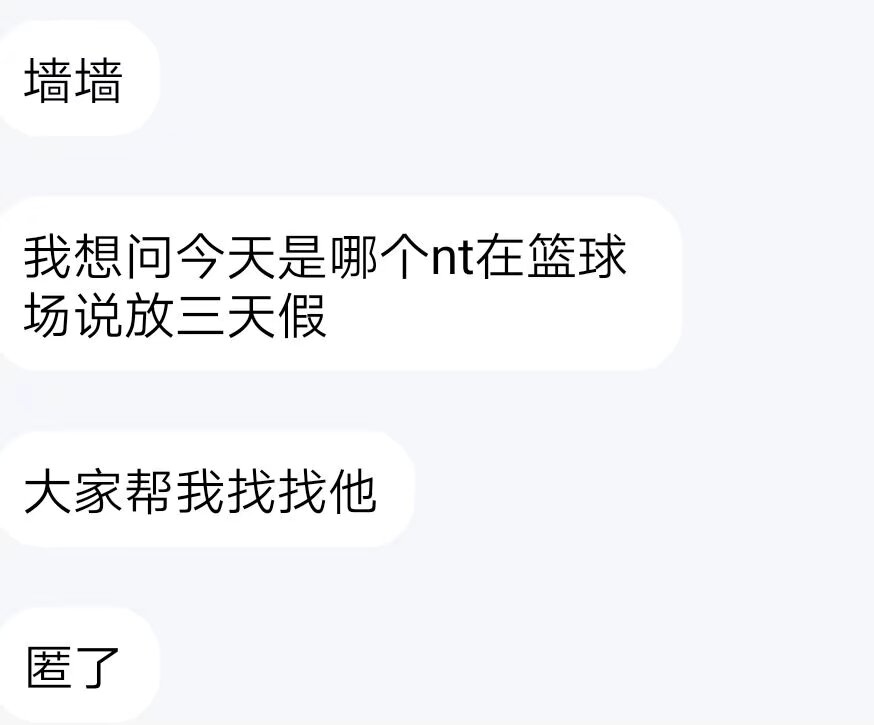 墙墙
我想问今天是哪个nt在篮球
场说放三天假
大家帮我找找他
匿了